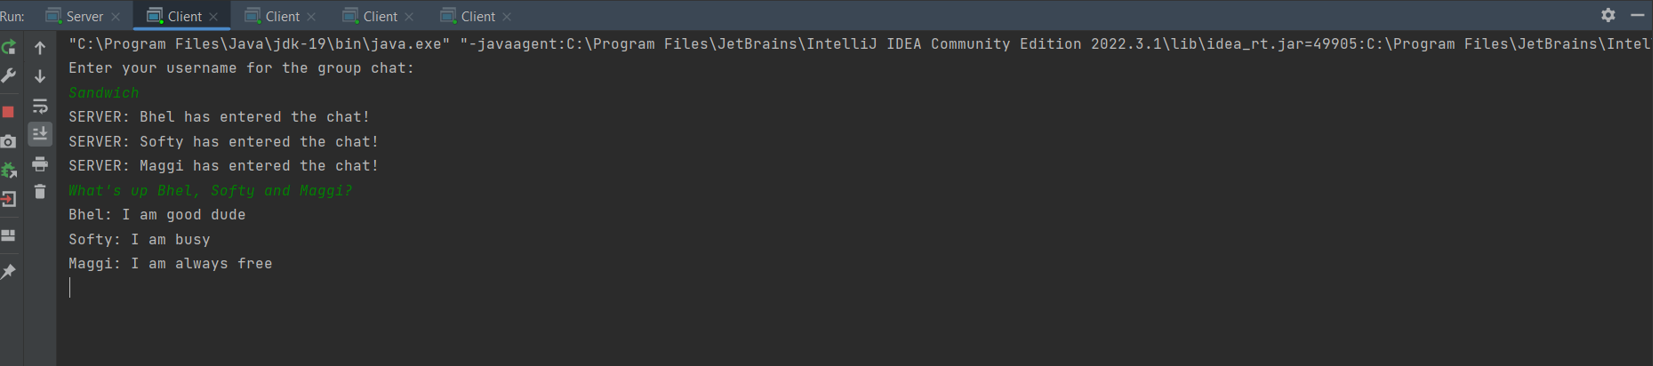 Run: Server Client Client Client Client
"C:\Program Files\Java\jdk-19\bin\java.exe" "-javaagent:C:\Program Files\JetBrains\IntelliJ IDEA Community Edition 2022.3.1\lib\idea_rt.jar=49905:C:\Program Files\JetBrains\Intel
Enter your username for the group chat:
Sandwich
SERVER: Bhel has entered the chat!
SERVER: Softy has entered the chat!
SERVER: Maggi has entered the chat!
What's up Bhel, Softy and Maggi?
Bhel: I am good dude
Softy: I am busy
Maggi: I am always free